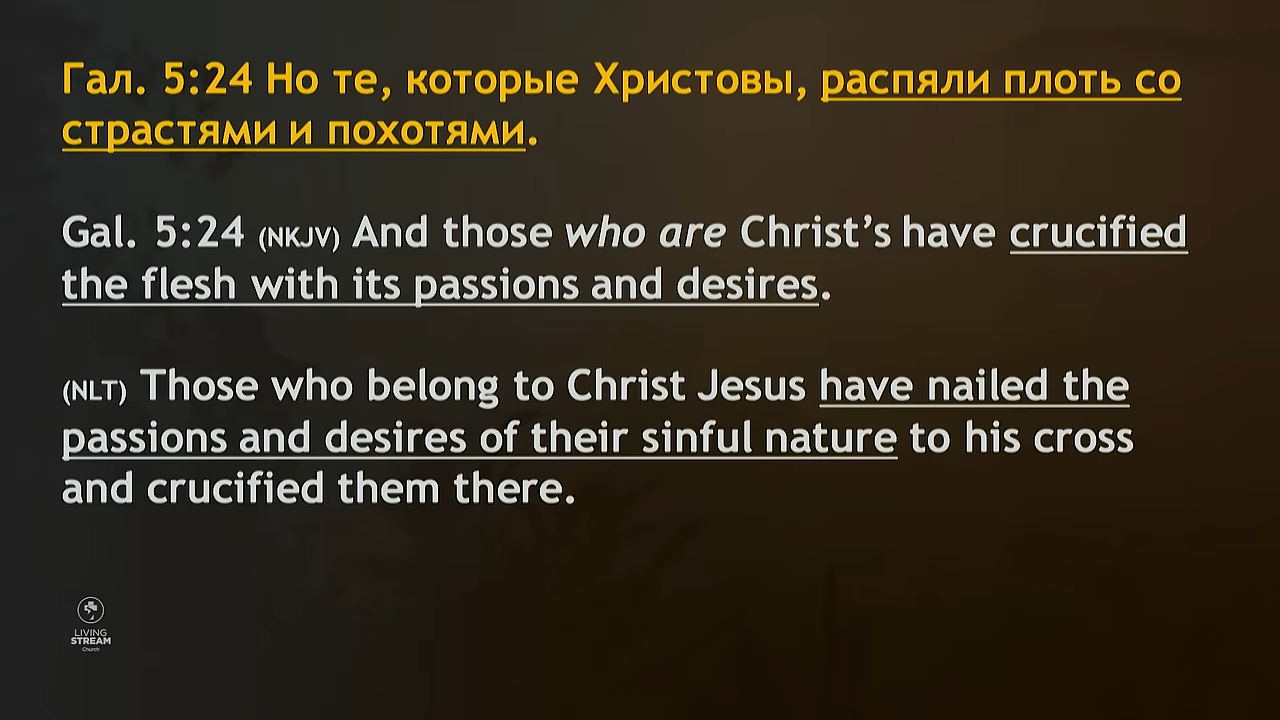 Гал. 5:24 Но те, которые Христовы, распяли плоть со
страстями и похотями.
Gal. 5:24 (NKJV) And those who are Christ’s have crucified
the flesh with its passions and desires.
(NLT) Those who belong to Christ Jesus have nailed the
passions and desires of their sinful nature to his cross
and crucified them there.
LIVING
STREAM
Church